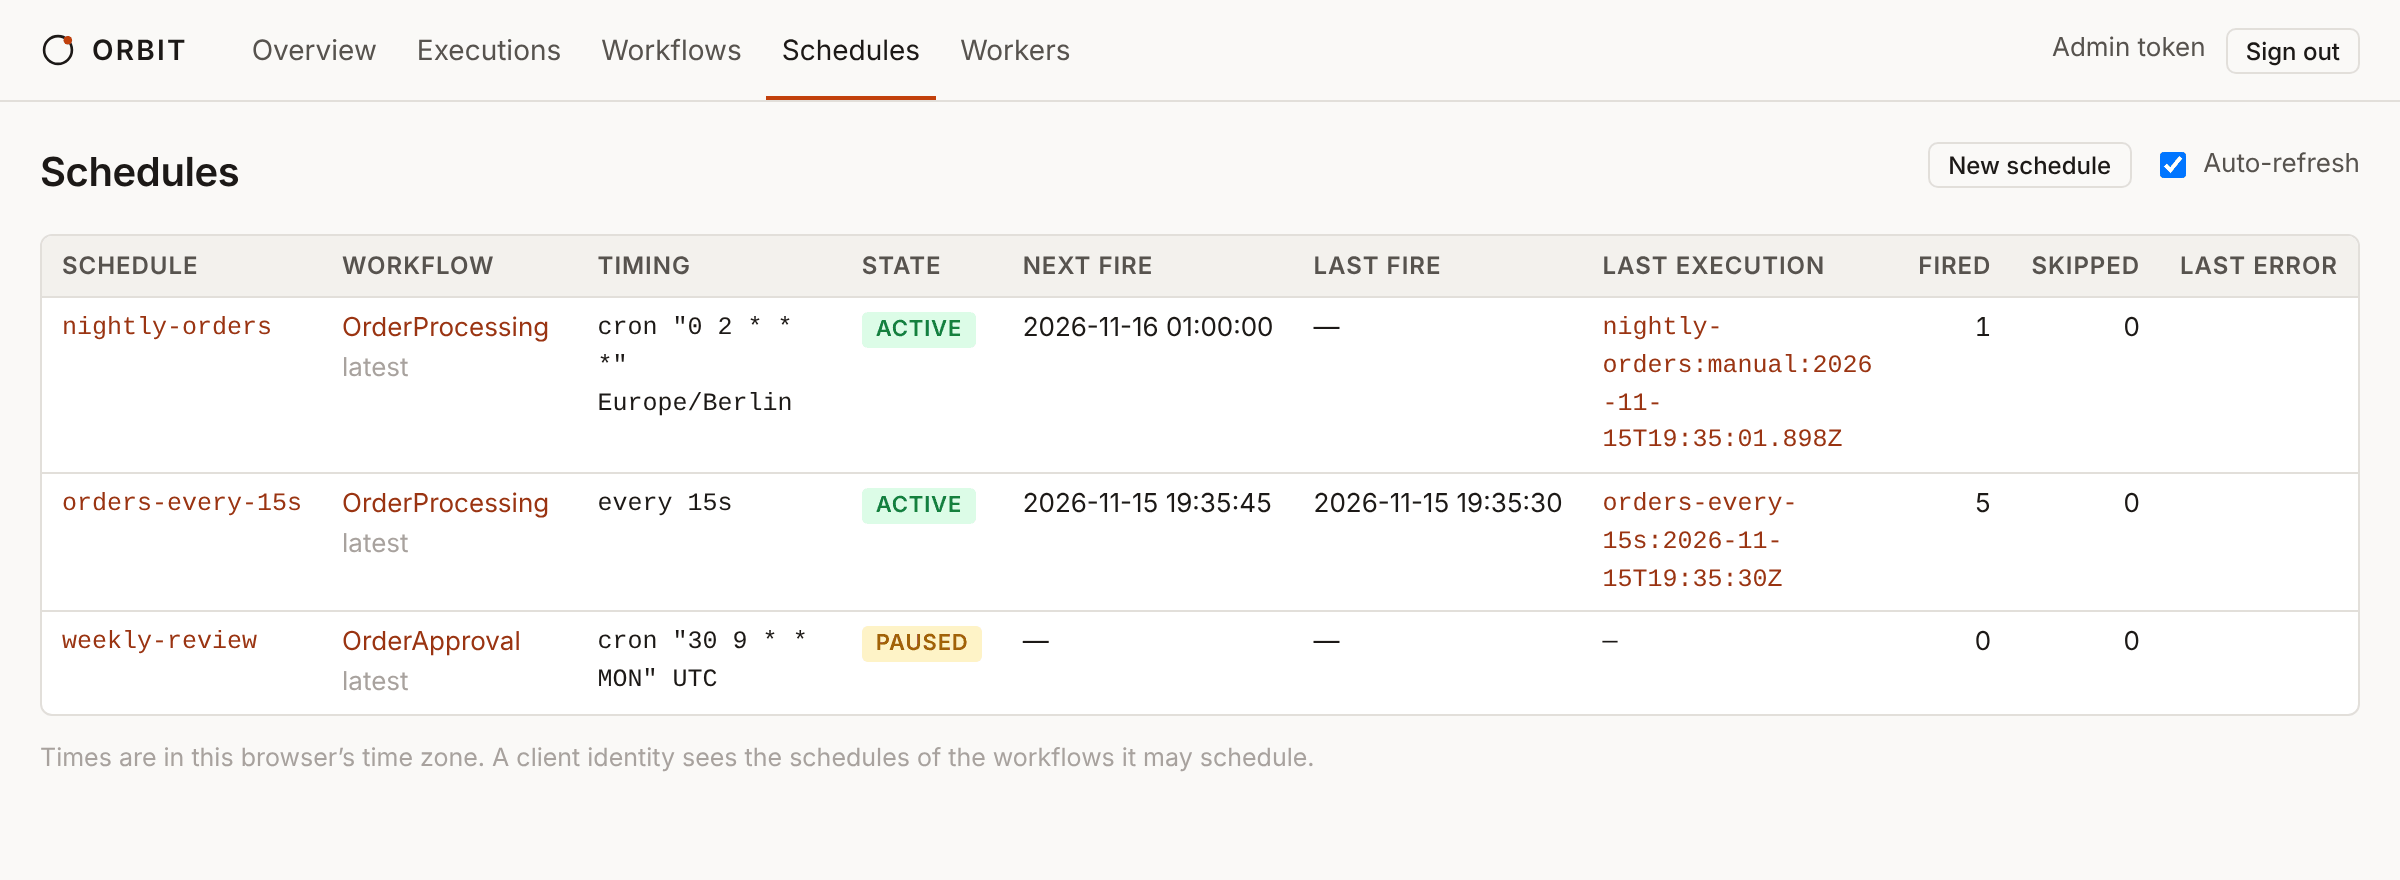 ORBIT Overview Executions Workflows Schedules Workers Admin token Sign out
Schedules New schedule Auto-refresh
SCHEDULE WORKFLOW TIMING STATE NEXT FIRE LAST FIRE LAST EXECUTION FIRED SKIPPED LAST ERROR
nightly-orders OrderProcessing cron "0 2 * * ACTIVE 2026-11-16 01:00:00 — nightly- 1 0
latest *" orders:manual:2026
Europe/Berlin -11-
15T19:35:01.898Z
orders-every-15s OrderProcessing every 15s ACTIVE 2026-11-15 19:35:45 2026-11-15 19:35:30 orders-every- 5 0
latest 15s:2026-11-
15T19:35:30Z
weekly-review OrderApproval cron "30 9 * * PAUSED — — – 0 0
latest MON" UTC
Times are in this browser’s time zone. A client identity sees the schedules of the workflows it may schedule.